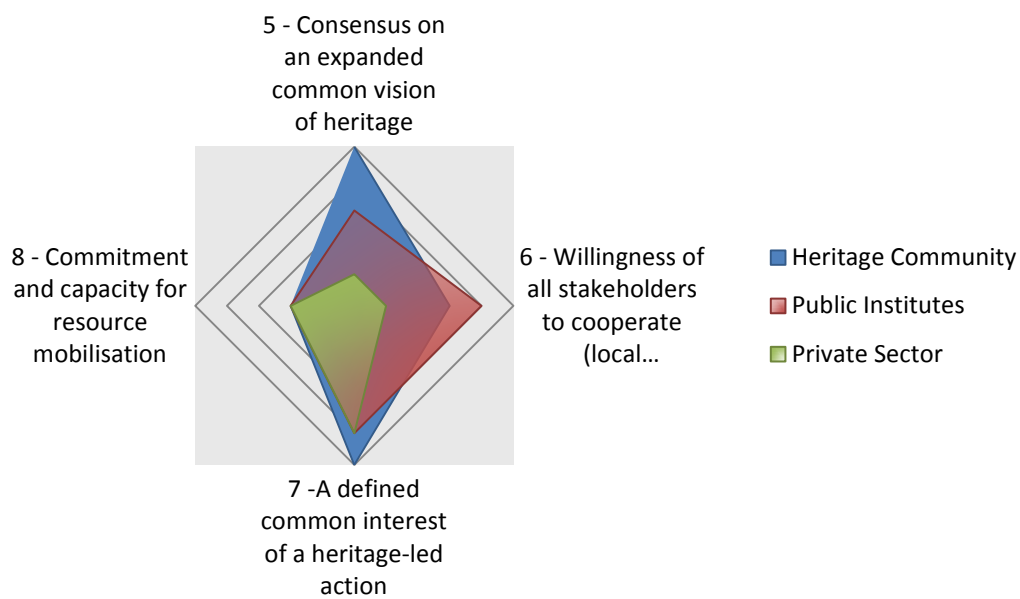 5 - Consensus on
an expanded
common vision
of heritage
8 - Commitment
and capacity for
resource
mobilisation
6 - Willingness of
all stakeholders
to cooperate
(local...
Heritage Community
Public Institutes
Private Sector
7 -A defined
common interest
of a heritage-led
action